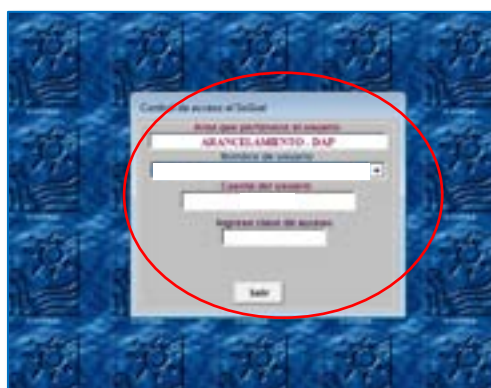 Control de acceso al
Area que pertenece el usuario
ARANCELAMIENTO - DAP
Nombre de usuario
Cuenta del usuario
Ingrese clave de acceso
Salir